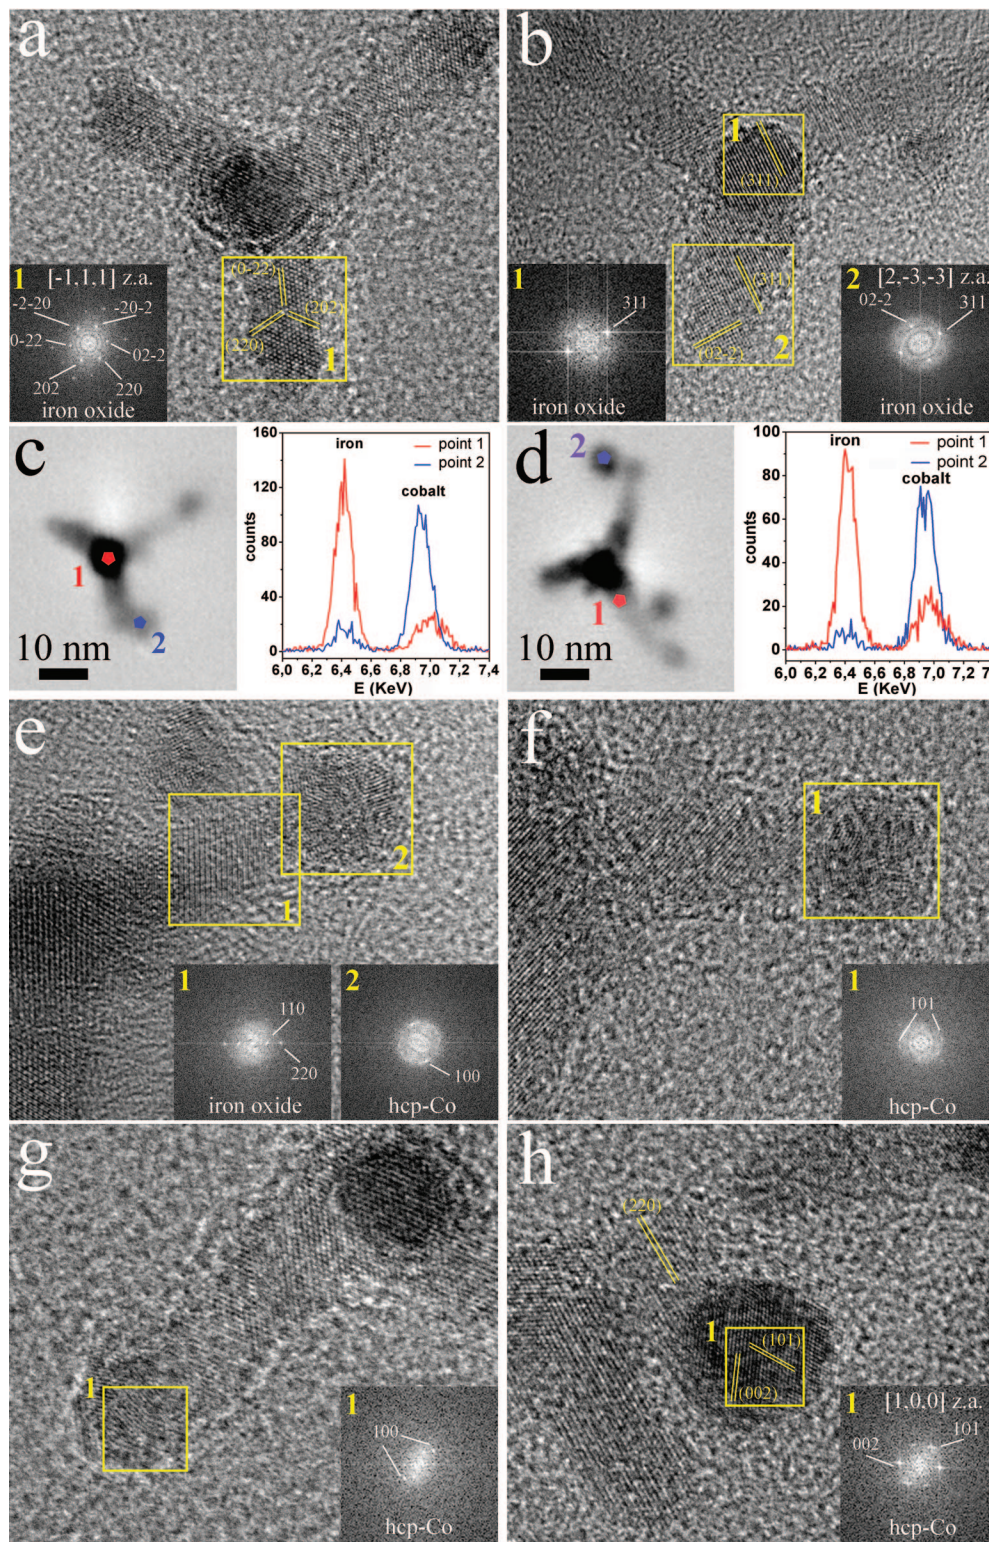 a
(0-22)
(202)
(220)
1
1 [-1,1,1] z.a.
-2-20 -20-2
0-22 02-2
202 220
iron oxide
b
1
(311)
(311)
(02-2)
2
1
311
iron oxide
2 [2,-3,-3] z.a.
02-2 311
iron oxide
c
1
2
10 nm
160
120
80
40
0
counts
iron
cobalt
point 1
point 2
6,0 6,2 6,4 6,6 6,8 7,0 7,2 7,4
E (KeV)
d
2
1
10 nm
100
80
60
40
20
0
counts
iron
cobalt
point 1
point 2
6,0 6,2 6,4 6,6 6,8 7,0 7,2 7,4
E (KeV)
e
2
1
1
110
220
iron oxide
2
100
hcp-Co
f
1
1
101
hcp-Co
g
1
1
100
hcp-Co
h
(220)
1
(101)
(002)
1 [1,0,0] z.a.
002 101
hcp-Co